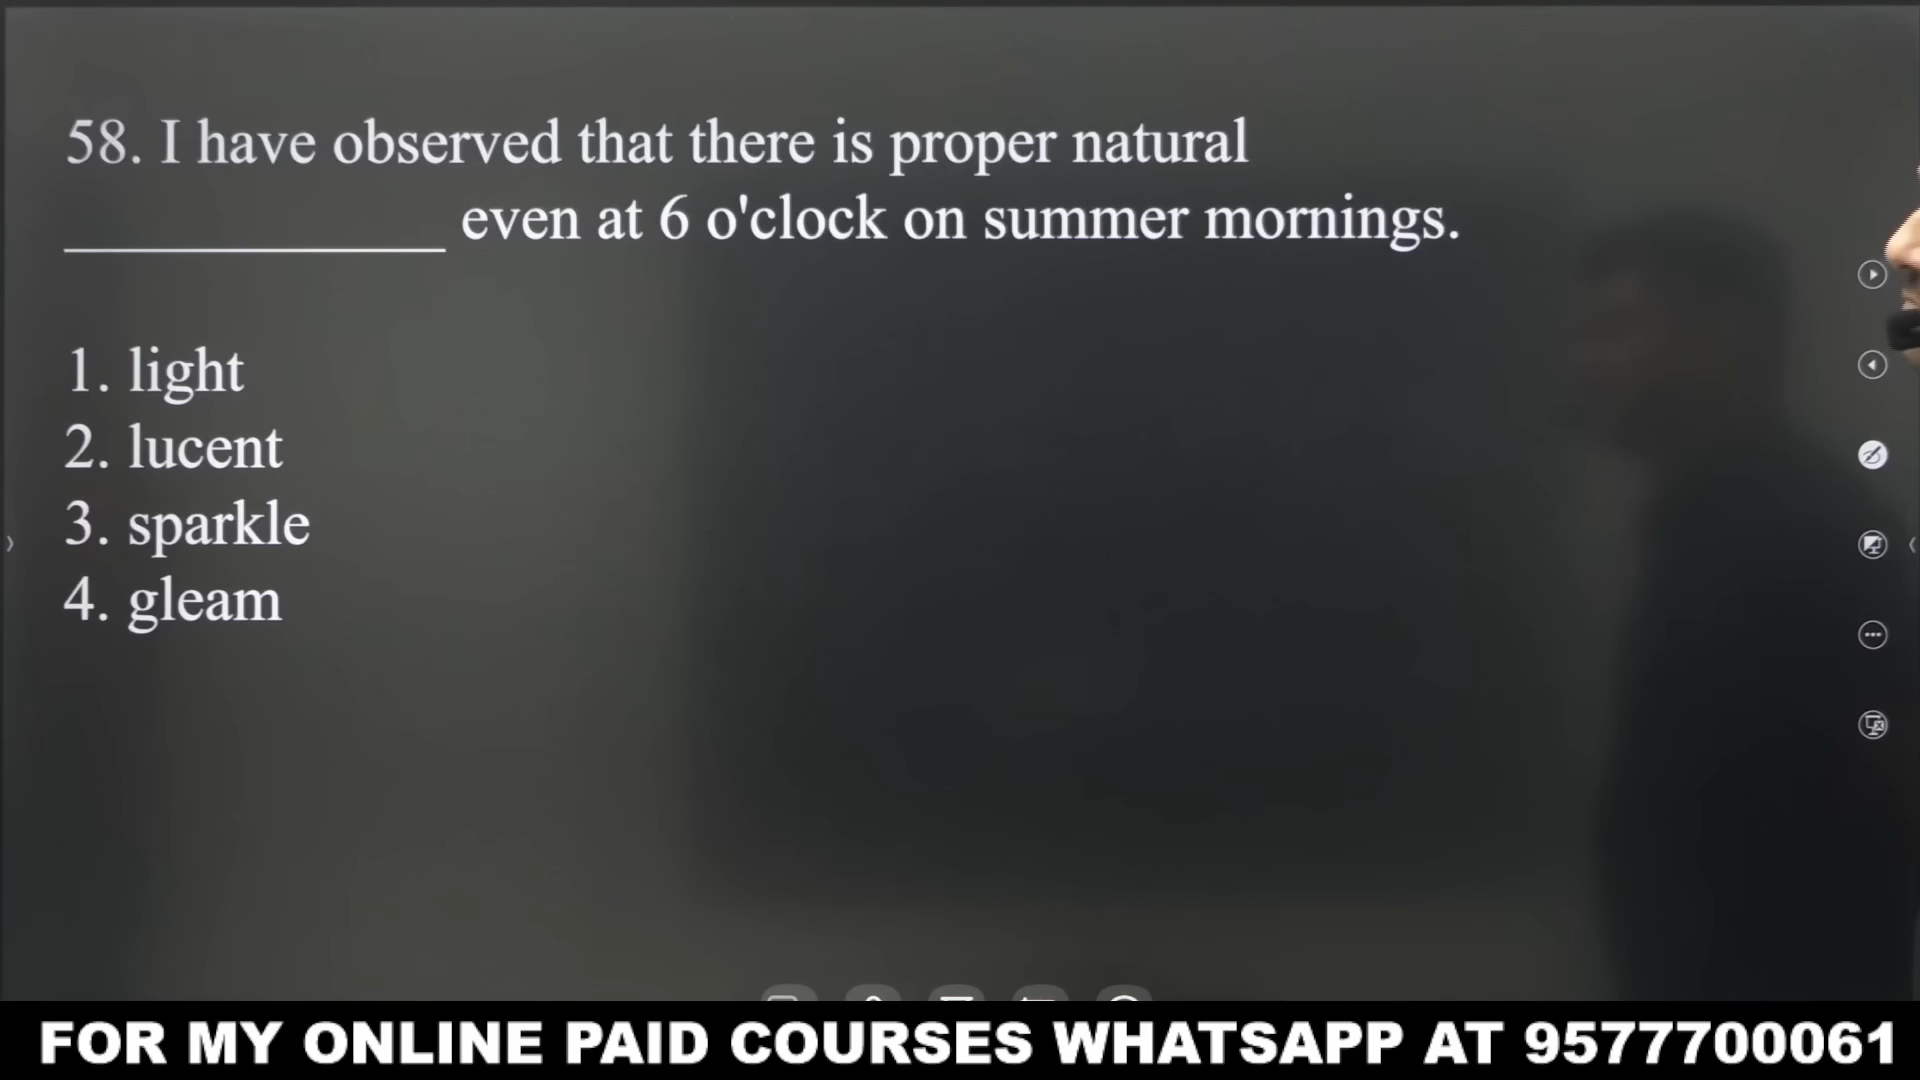 58. I have observed that there is proper natural
______________ even at 6 o'clock on summer mornings.
1. light
2. lucent
3. sparkle
4. gleam
FOR MY ONLINE PAID COURSES WHATSAPP AT 9577700061